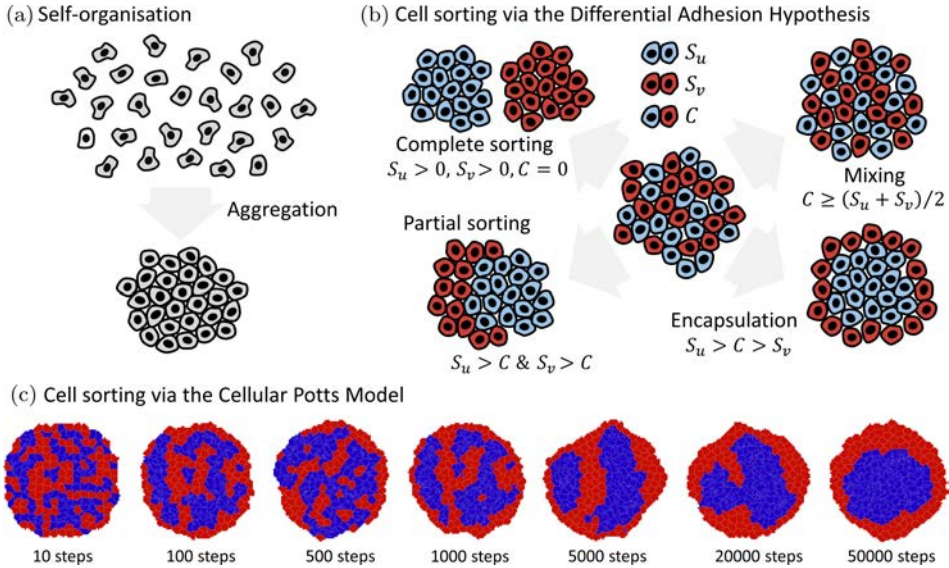 (a) Self-organisation
Aggregation
(b) Cell sorting via the Differential Adhesion Hypothesis
S_u
S_v
C
Complete sorting
S_u > 0, S_v > 0, C = 0
Mixing
C ≥ (S_u + S_v)/2
Partial sorting
S_u > C & S_v > C
Encapsulation
S_u > C > S_v
(c) Cell sorting via the Cellular Potts Model
10 steps 100 steps 500 steps 1000 steps 5000 steps 20000 steps 50000 steps